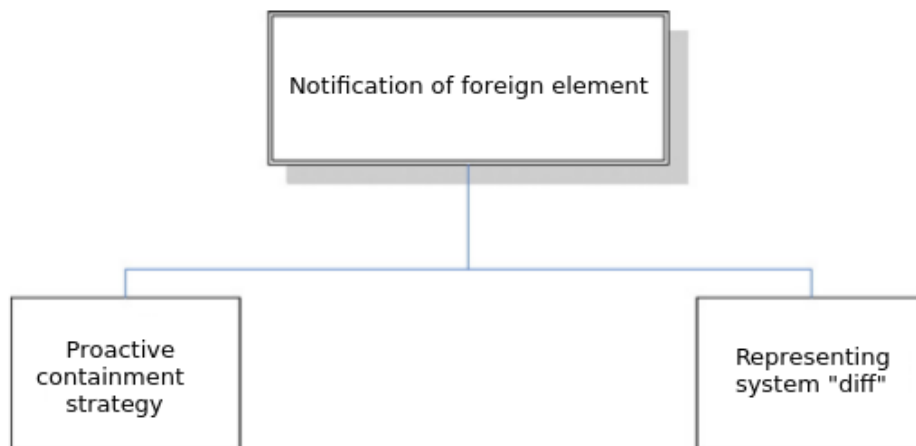 Notification of foreign element
Proactive
containment
strategy
Representing
system "diff"